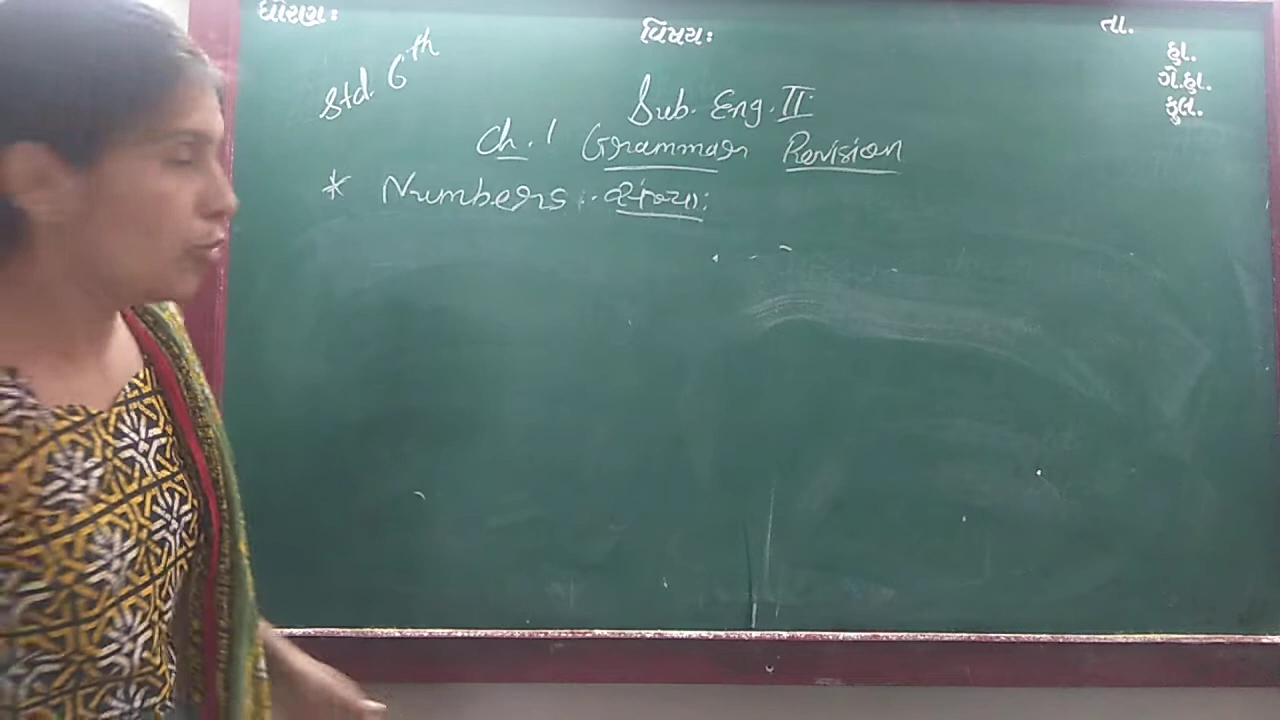 ધોરણઃ
વિષયઃ
તા.
હા.
ગે.હા.
કુલ.
Std. 6th
Sub. Eng. II
Ch. 1 Grammar Revision
* Numbers :- સંખ્યા: